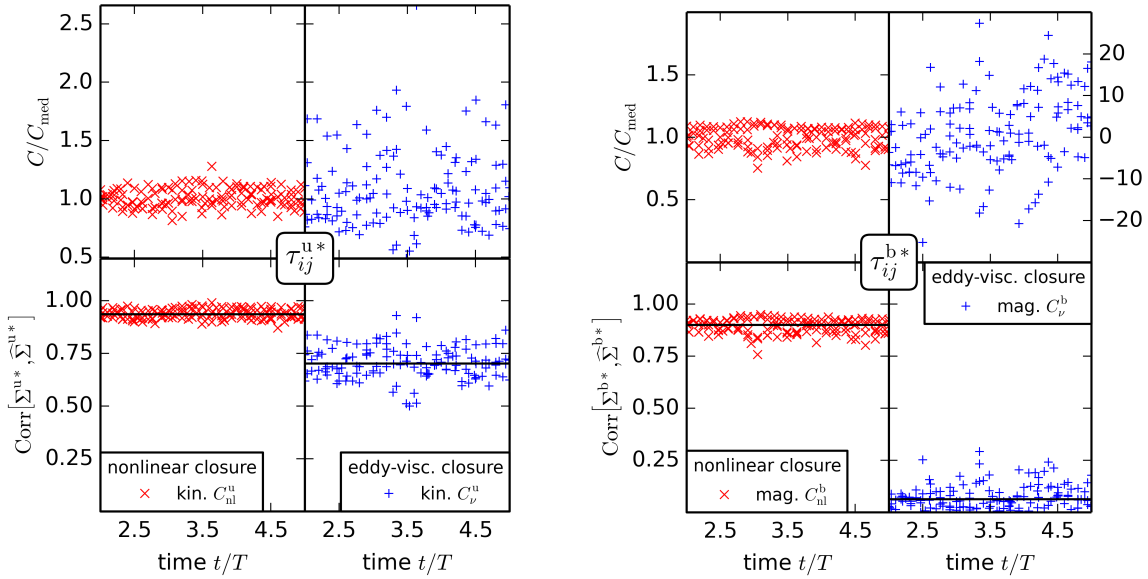 C/C_med
2.5
2.0
1.5
1.0
0.5
τ_ij^{u*}
Corr[Σ^{u*}, Σ̂^{u*}]
1.00
0.75
0.50
0.25
nonlinear closure
× kin. C_nl^u
eddy-visc. closure
+ kin. C_ν^u
2.5 3.5 4.5 2.5 3.5 4.5
time t/T time t/T
C/C_med
1.5
1.0
0.5
20
10
0
−10
−20
τ_ij^{b*}
eddy-visc. closure
+ mag. C_ν^b
Corr[Σ^{b*}, Σ̂^{b*}]
1.00
0.75
0.50
0.25
nonlinear closure
× mag. C_nl^b
2.5 3.5 4.5 2.5 3.5 4.5
time t/T time t/T